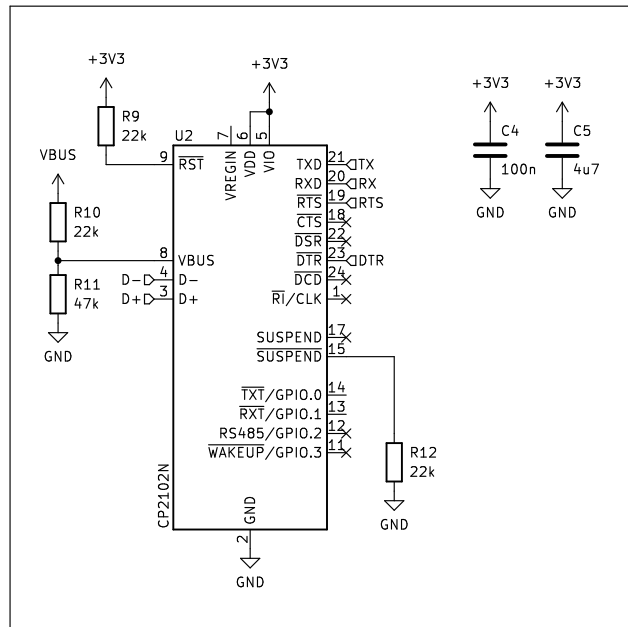 +3V3
R9
22k
VBUS
R10
22k
R11
47k
GND
D-
D+
U2
CP2102N
9 RST
8 VBUS
4 D-
3 D+
7 VREGIN
6 VDD
5 VIO
+3V3
TXD 21 TX
RXD 20 RX
RTS 19 RTS
CTS 18
DSR 22
DTR 23 DTR
DCD 24
RI/CLK 1
SUSPEND 17
SUSPEND 15
TXT/GPIO.0 14
RXT/GPIO.1 13
RS485/GPIO.2 12
WAKEUP/GPIO.3 11
GND
2
GND
R12
22k
GND
+3V3
C4
100n
GND
+3V3
C5
4u7
GND